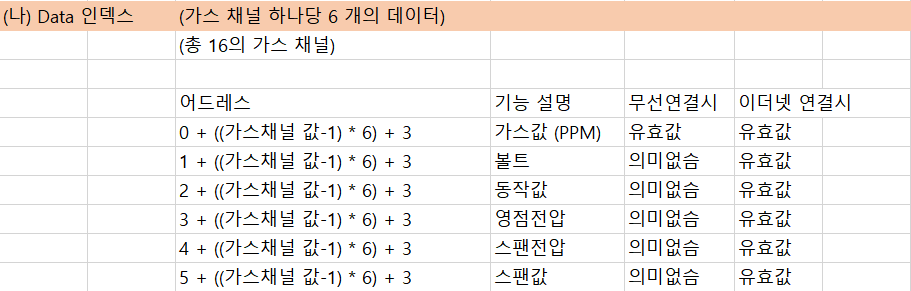 (나) Data 인덱스 (가스 채널 하나당 6 개의 데이터)
(총 16의 가스 채널)
어드레스 기능 설명 무선연결시 이더넷 연결시
0 + ((가스채널 값-1) * 6) + 3 가스값 (PPM) 유효값 유효값
1 + ((가스채널 값-1) * 6) + 3 볼트 의미없슴 유효값
2 + ((가스채널 값-1) * 6) + 3 동작값 의미없슴 유효값
3 + ((가스채널 값-1) * 6) + 3 영점전압 의미없슴 유효값
4 + ((가스채널 값-1) * 6) + 3 스팬전압 의미없슴 유효값
5 + ((가스채널 값-1) * 6) + 3 스팬값 의미없슴 유효값